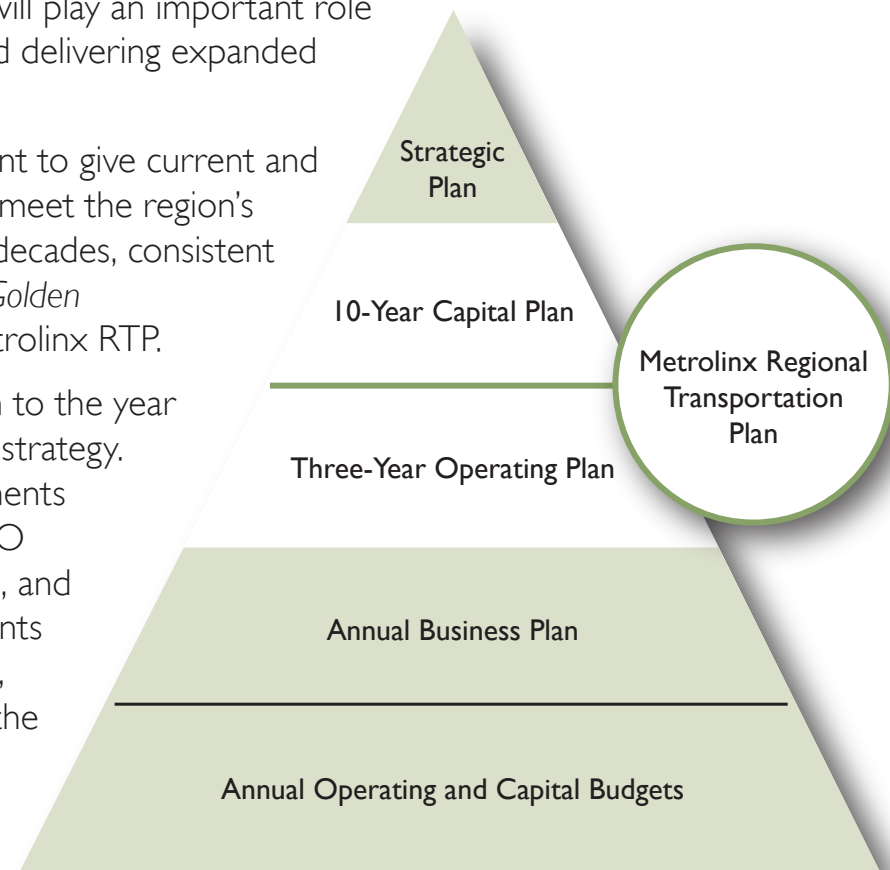 will play an important role
d delivering expanded
nt to give current and
meet the region’s
decades, consistent
Golden
trolinx RTP.
to the year
strategy.
ments
O
, and
nts
,
the
Strategic
Plan
10-Year Capital Plan
Three-Year Operating Plan
Annual Business Plan
Annual Operating and Capital Budgets
Metrolinx Regional
Transportation
Plan